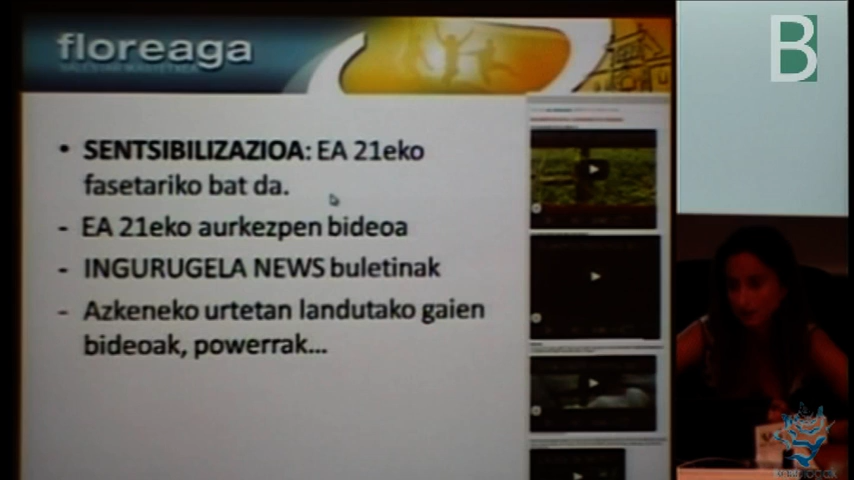 floreaga
B
• SENTSIBILIZAZIOA: EA 21eko
fasetariko bat da.
- EA 21eko aurkezpen bideoa
- INGURUGELA NEWS buletinak
- Azkeneko urtetan landutako gaien
bideoak, powerrak...